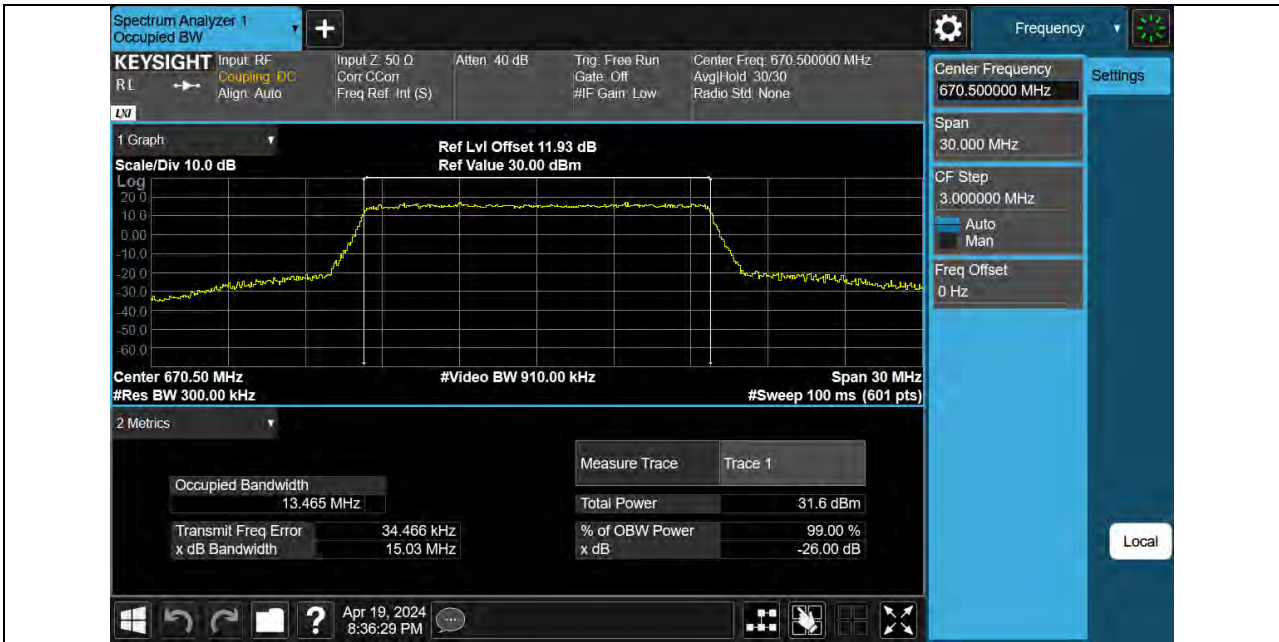 Spectrum Analyzer 1
Occupied BW
Frequency
KEYSIGHT
RL
LXI
Input: RF
Coupling: DC
Align: Auto
Input Z: 50 Ω
Corr CCorr
Freq Ref: Int (S)
Atten: 40 dB
Trig: Free Run
Gate: Off
#IF Gain: Low
Center Freq: 670.500000 MHz
Avg|Hold: 30/30
Radio Std: None
Center Frequency
670.500000 MHz
Settings
Span
30.000 MHz
CF Step
3.000000 MHz
Auto
Man
Freq Offset
0 Hz
Local
1 Graph
Scale/Div 10.0 dB
Ref Lvl Offset 11.93 dB
Ref Value 30.00 dBm
Log
20.0
10.0
0.00
-10.0
-20.0
-30.0
-40.0
-50.0
-60.0
Center 670.50 MHz
#Video BW 910.00 kHz
Span 30 MHz
#Res BW 300.00 kHz
#Sweep 100 ms (601 pts)
2 Metrics
Measure Trace Trace 1
Occupied Bandwidth
13.465 MHz
Total Power 31.6 dBm
Transmit Freq Error 34.466 kHz
% of OBW Power 99.00 %
x dB Bandwidth 15.03 MHz
x dB -26.00 dB
?
Apr 19, 2024
8:36:29 PM